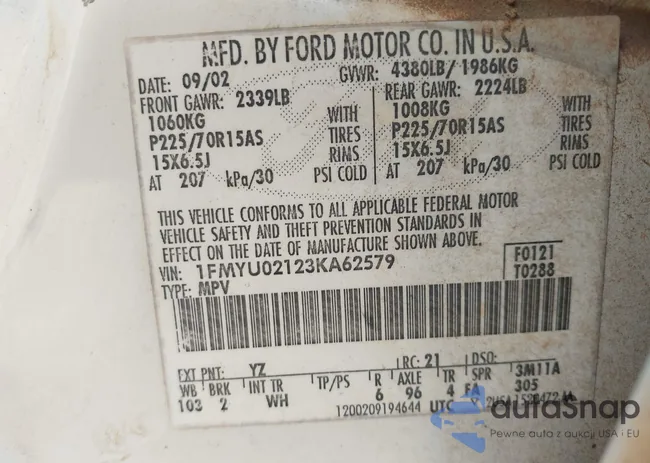 MFD. BY FORD MOTOR CO. IN U.S.A.
DATE: 09/02 GVWR: 4380LB/ 1986KG
FRONT GAWR: 2339LB REAR GAWR: 2224LB
1060KG WITH 1008KG WITH
P225/70R15AS TIRES P225/70R15AS TIRES
15X6.5J RIMS 15X6.5J RIMS
AT 207 kPa/30 PSI COLD AT 207 kPa/30 PSI COLD
THIS VEHICLE CONFORMS TO ALL APPLICABLE FEDERAL MOTOR
VEHICLE SAFETY AND THEFT PREVENTION STANDARDS IN
EFFECT ON THE DATE OF MANUFACTURE SHOWN ABOVE.
VIN: 1FMYU02123KA62579 F0121
TYPE: MPV T0288
EXT PNT: YZ RC: 21 DSO:
WB BRK INT TR TP/PS R AXLE TR SPR 3M11A
103 2 WH 6 96 4 EA 305
1200209194644 UTC
autaSnap
Pewne auta z aukcji USA i EU